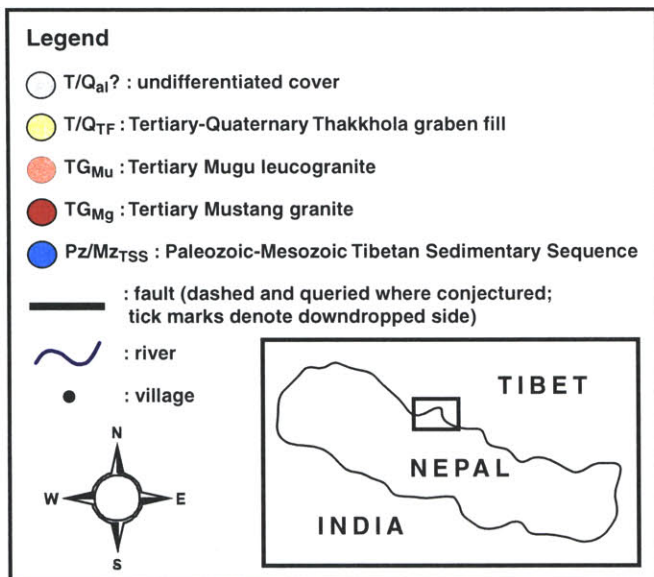 Legend
T/Qal? : undifferentiated cover
T/QTF : Tertiary-Quaternary Thakkhola graben fill
TGMu : Tertiary Mugu leucogranite
TGMg : Tertiary Mustang granite
Pz/MzTSS : Paleozoic-Mesozoic Tibetan Sedimentary Sequence
: fault (dashed and queried where conjectured;
tick marks denote downdropped side)
: river
: village
N
W
E
S
TIBET
NEPAL
INDIA